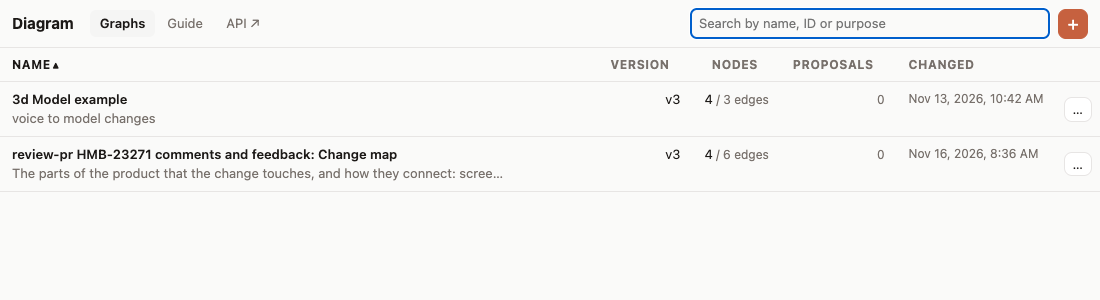 Diagram Graphs Guide API ↗ Search by name, ID or purpose +
NAME▲ VERSION NODES PROPOSALS CHANGED
3d Model example v3 4 / 3 edges 0 Nov 13, 2026, 10:42 AM ...
voice to model changes
review-pr HMB-23271 comments and feedback: Change map v3 4 / 6 edges 0 Nov 16, 2026, 8:36 AM ...
The parts of the product that the change touches, and how they connect: scree...